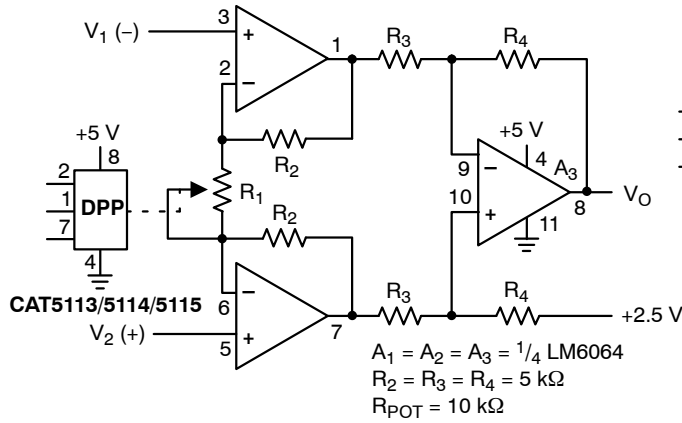 V1 (−)
3
+
1
2
−
R3
R4
R2
+5 V
8
2
1
7
DPP
4
R1
CAT5113/5114/5115
R2
+5 V
4
9
−
A3
10
+
8
VO
11
6
−
V2 (+)
5
+
7
R3
R4
+2.5 V
A1 = A2 = A3 = 1/4 LM6064
R2 = R3 = R4 = 5 kΩ
RPOT = 10 kΩ